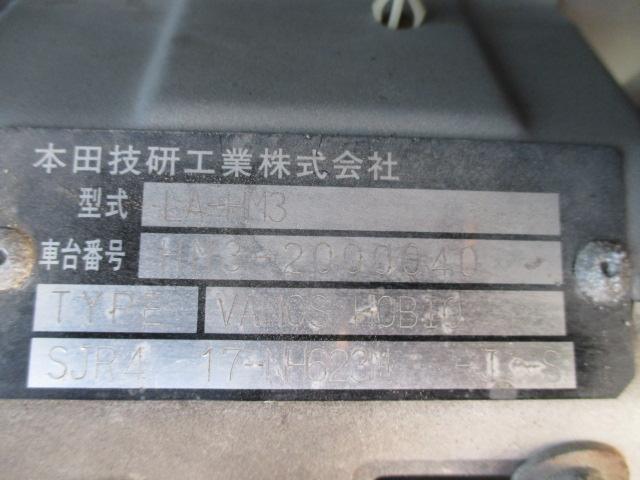 本田技研工業株式会社
型式 LA-HM3
車台番号 HM3-2000040
TYPE VAMOS HOBIO
SJR4 17-NH623M -T-S